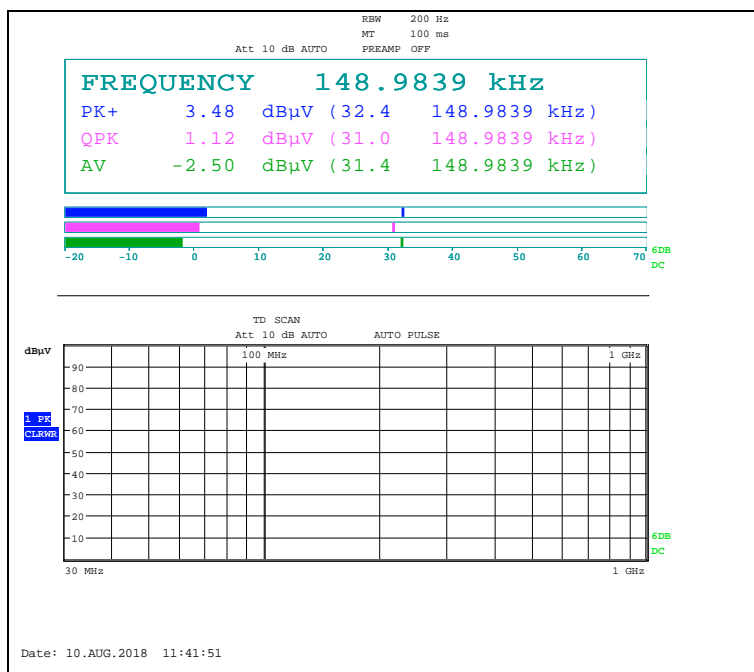 RBW 200 Hz
MT 100 ms
Att 10 dB AUTO PREAMP OFF
FREQUENCY 148.9839 kHz
PK+ 3.48 dBµV (32.4 148.9839 kHz)
QPK 1.12 dBµV (31.0 148.9839 kHz)
AV -2.50 dBµV (31.4 148.9839 kHz)
-20 -10 0 10 20 30 40 50 60 70
6DB
DC
TD SCAN
Att 10 dB AUTO AUTO PULSE
dBµV
100 MHz 1 GHz
90
80
70
1 PK
CLRWR
60
50
40
30
20
10
6DB
DC
30 MHz 1 GHz
Date: 10.AUG.2018 11:41:51